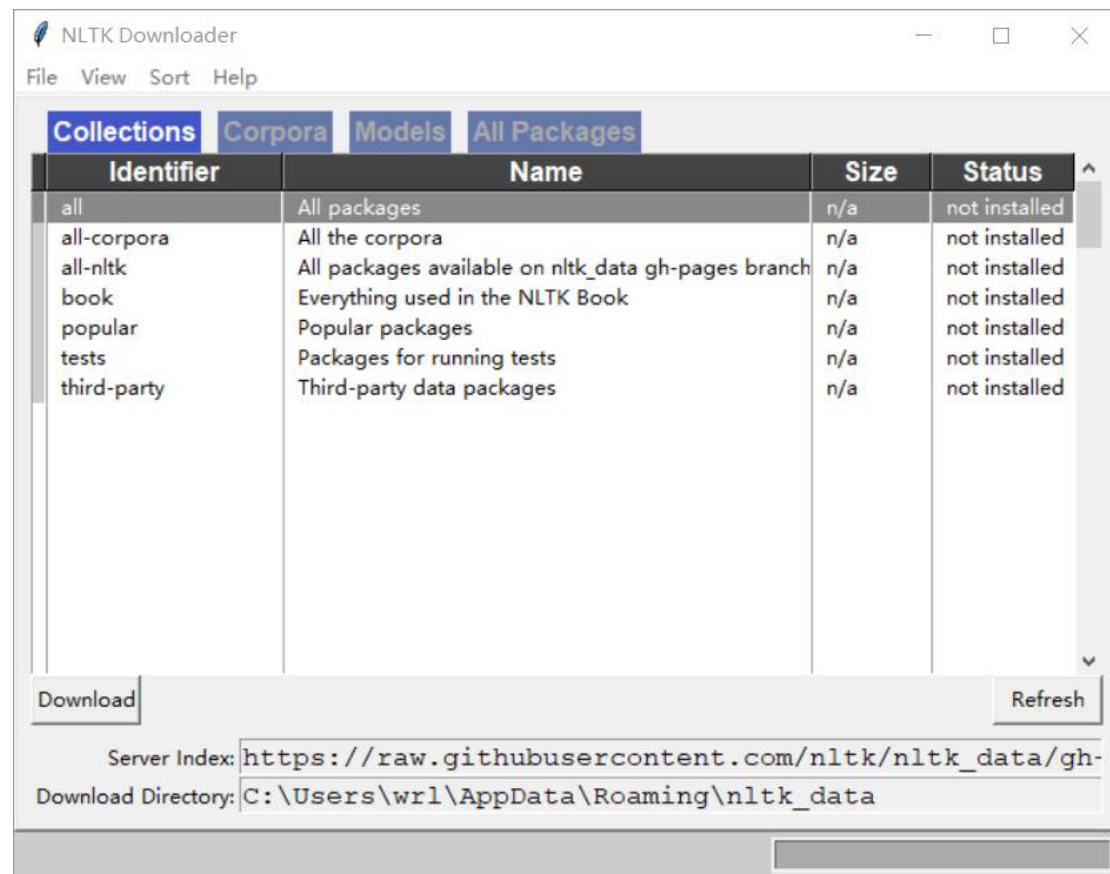 NLTK Downloader
File View Sort Help
Collections Corpora Models All Packages
Identifier Name Size Status
all All packages n/a not installed
all-corpora All the corpora n/a not installed
all-nltk All packages available on nltk_data gh-pages branch n/a not installed
book Everything used in the NLTK Book n/a not installed
popular Popular packages n/a not installed
tests Packages for running tests n/a not installed
third-party Third-party data packages n/a not installed
Download Refresh
Server Index: https://raw.githubusercontent.com/nltk/nltk_data/gh-
Download Directory: C:\Users\wrl\AppData\Roaming\nltk_data